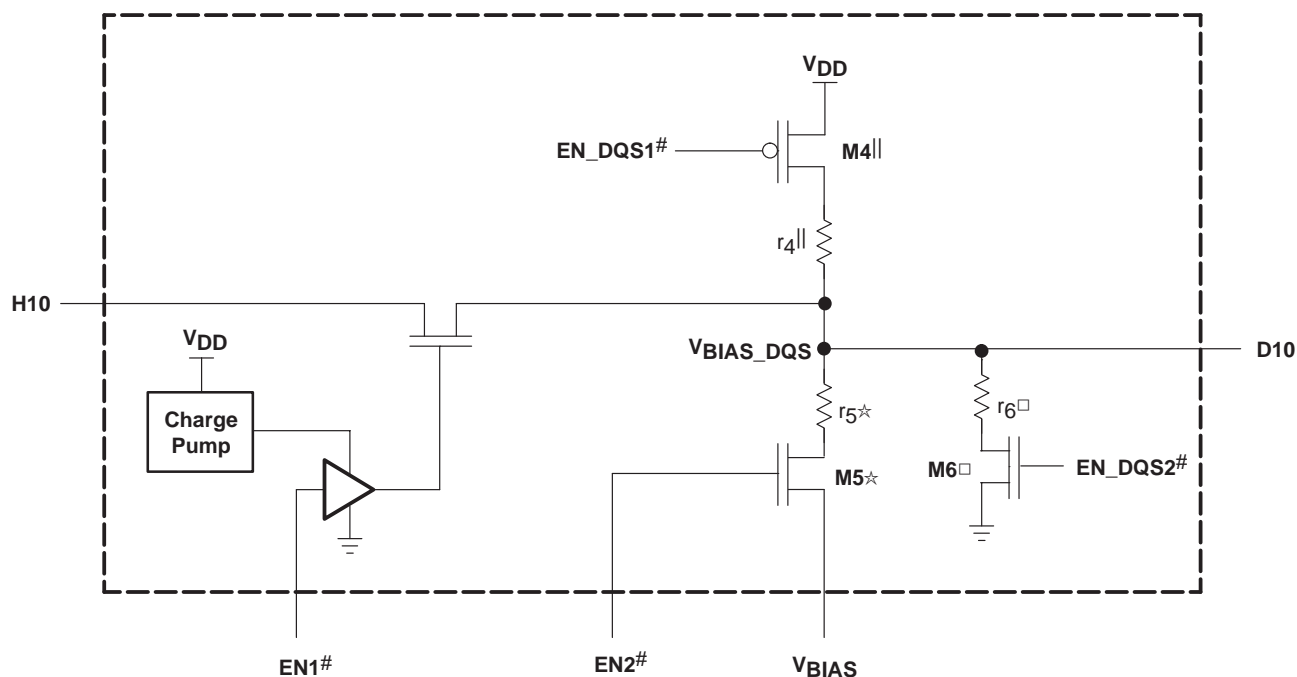 VDD
EN_DQS1#
M4||
r4||
H10
VDD
VBIAS_DQS
D10
Charge
Pump
r5☆
r6□
M5☆
M6□
EN_DQS2#
EN1#
EN2#
VBIAS